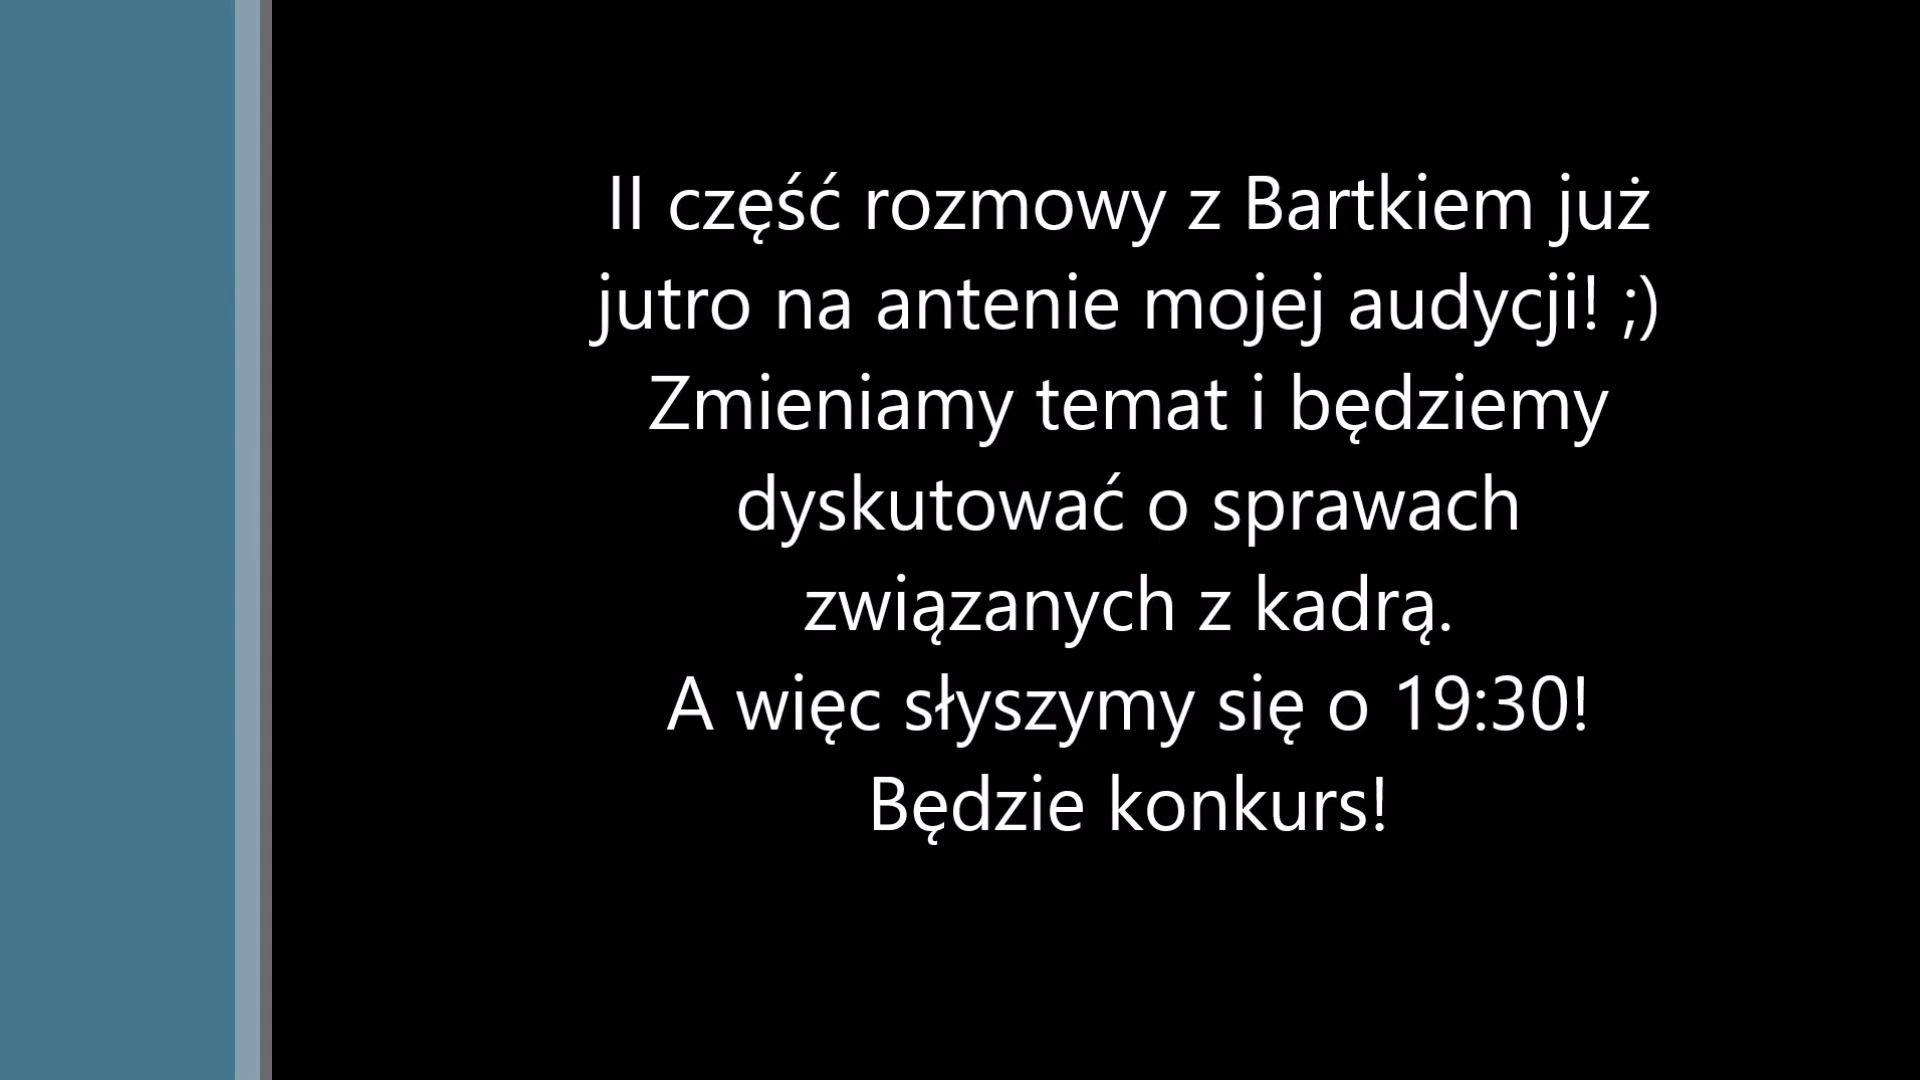 II część rozmowy z Bartkiem już
jutro na antenie mojej audycji! ;)
Zmieniamy temat i będziemy
dyskutować o sprawach
związanych z kadrą.
A więc słyszymy się o 19:30!
Będzie konkurs!